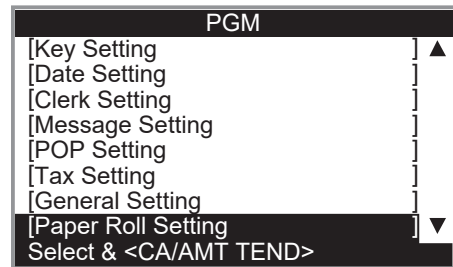 PGM
[Key Setting ] ▲
[Date Setting ]
[Clerk Setting ]
[Message Setting ]
[POP Setting ]
[Tax Setting ]
[General Setting ]
[Paper Roll Setting ] ▼
Select & <CA/AMT TEND>